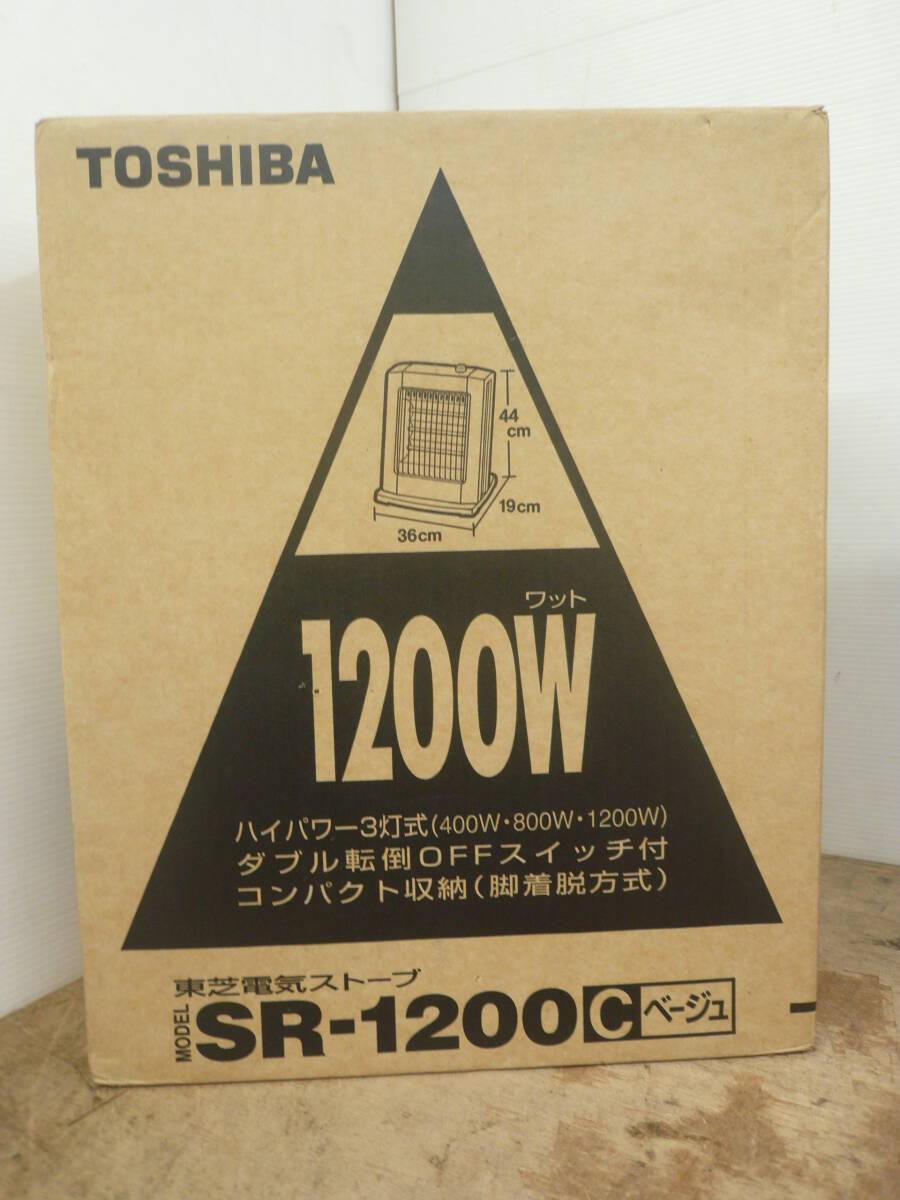 TOSHIBA
44
cm
19cm
36cm
ワット
1200W
ハイパワー3灯式(400W・800W・1200W)
ダブル転倒OFFスイッチ付
コンパクト収納(脚着脱方式)
東芝電気ストーブ
MODEL SR-1200 C ベージュ